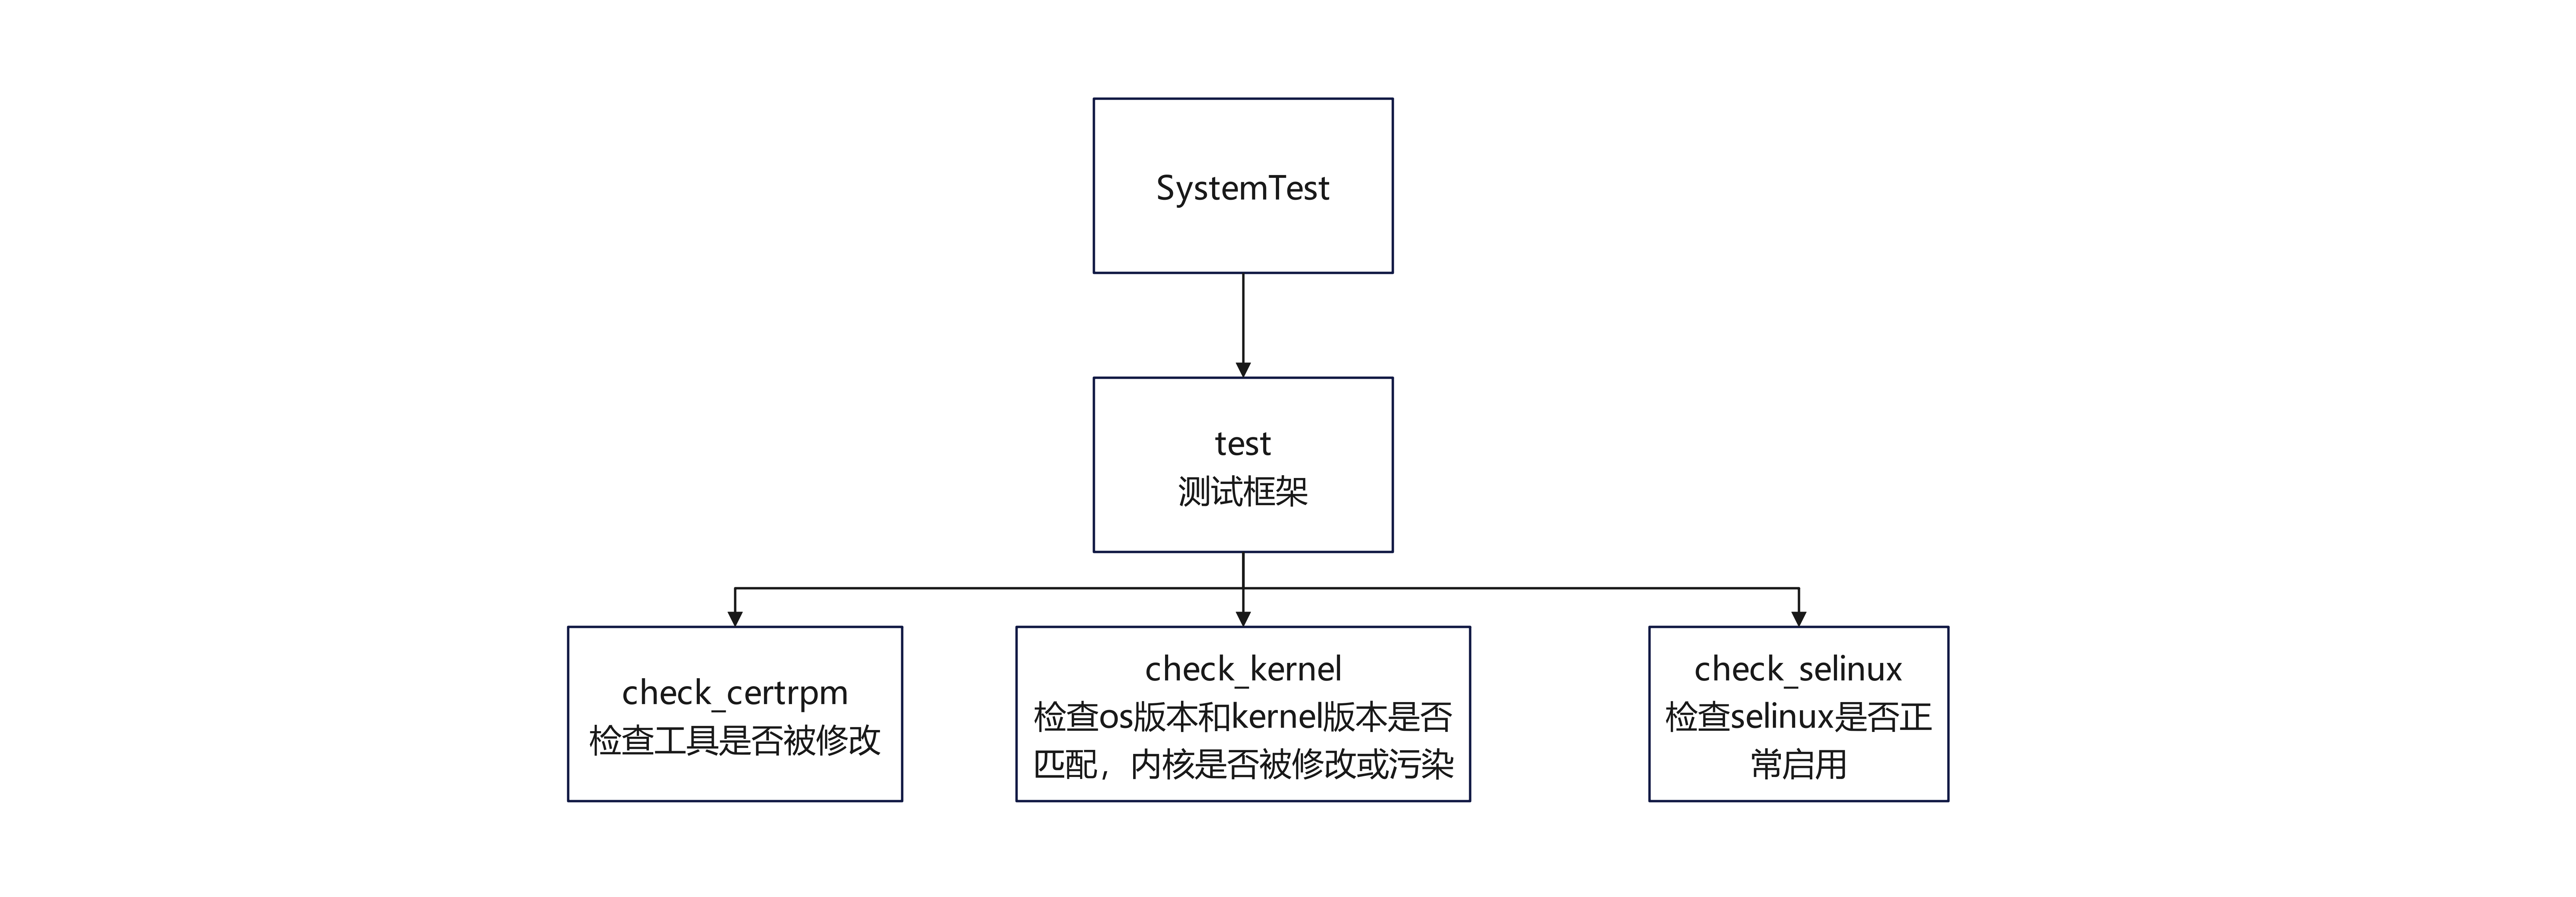 SystemTest
test
测试框架
check_certrpm
检查工具是否被修改
check_kernel
检查os版本和kernel版本是否
匹配，内核是否被修改或污染
check_selinux
检查selinux是否正
常启用